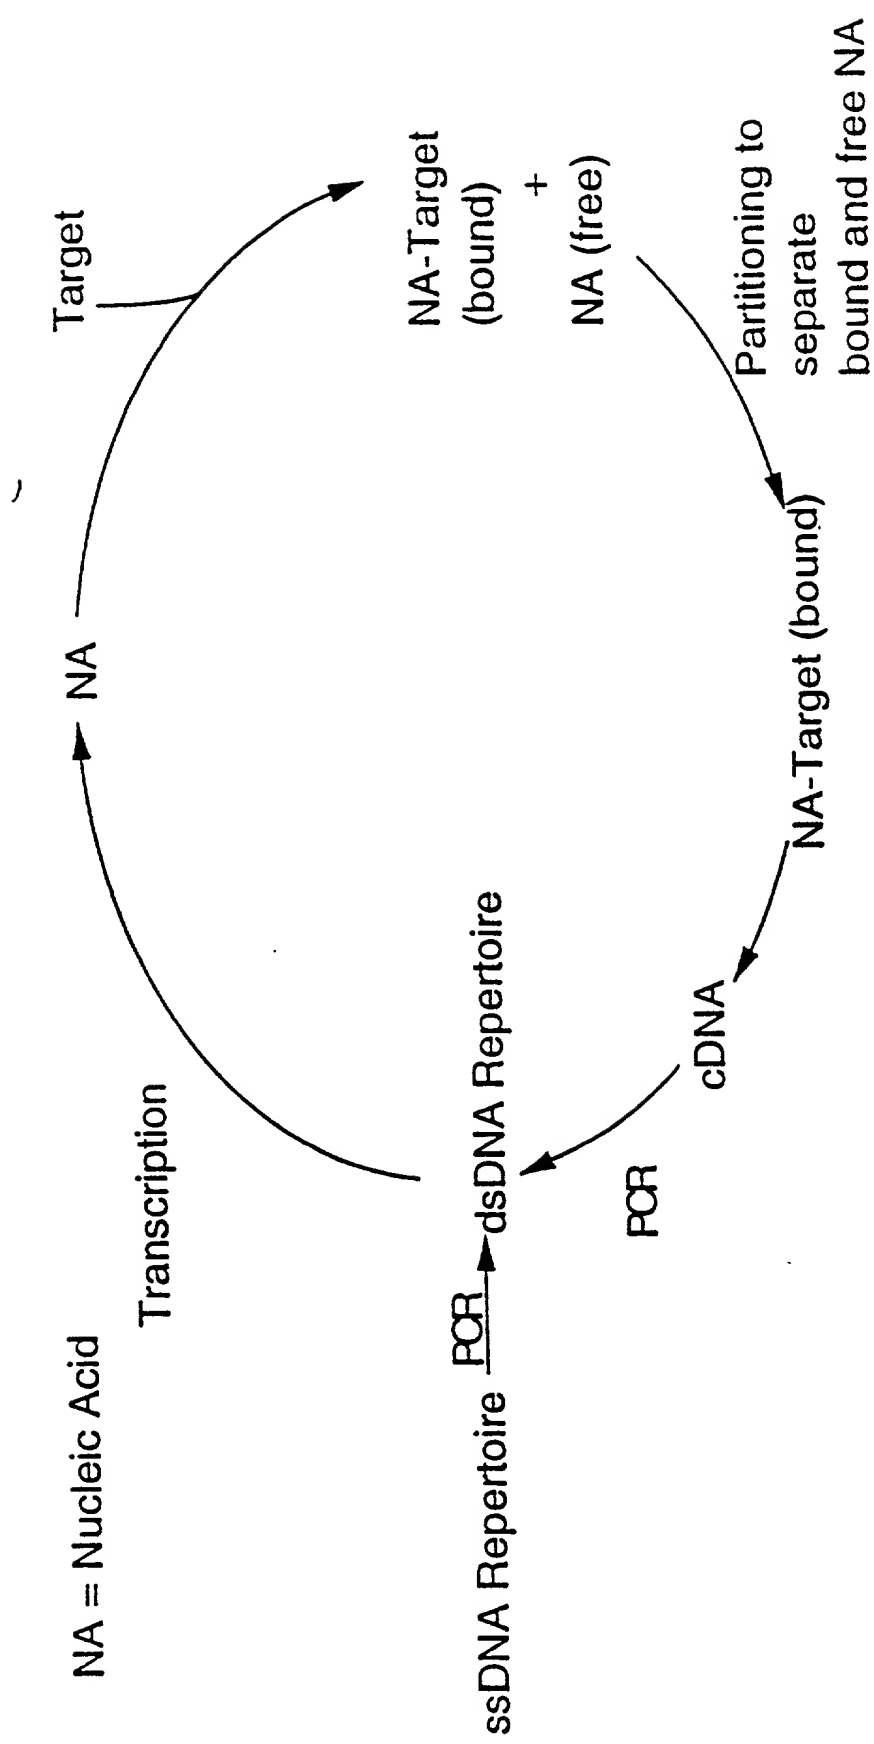 NA = Nucleic Acid
Transcription
NA
Target
ssDNA Repertoire
PCR
dsDNA Repertoire
NA-Target
(bound)
+
NA (free)
PCR
cDNA
NA-Target (bound)
Partitioning to
separate
bound and free NA